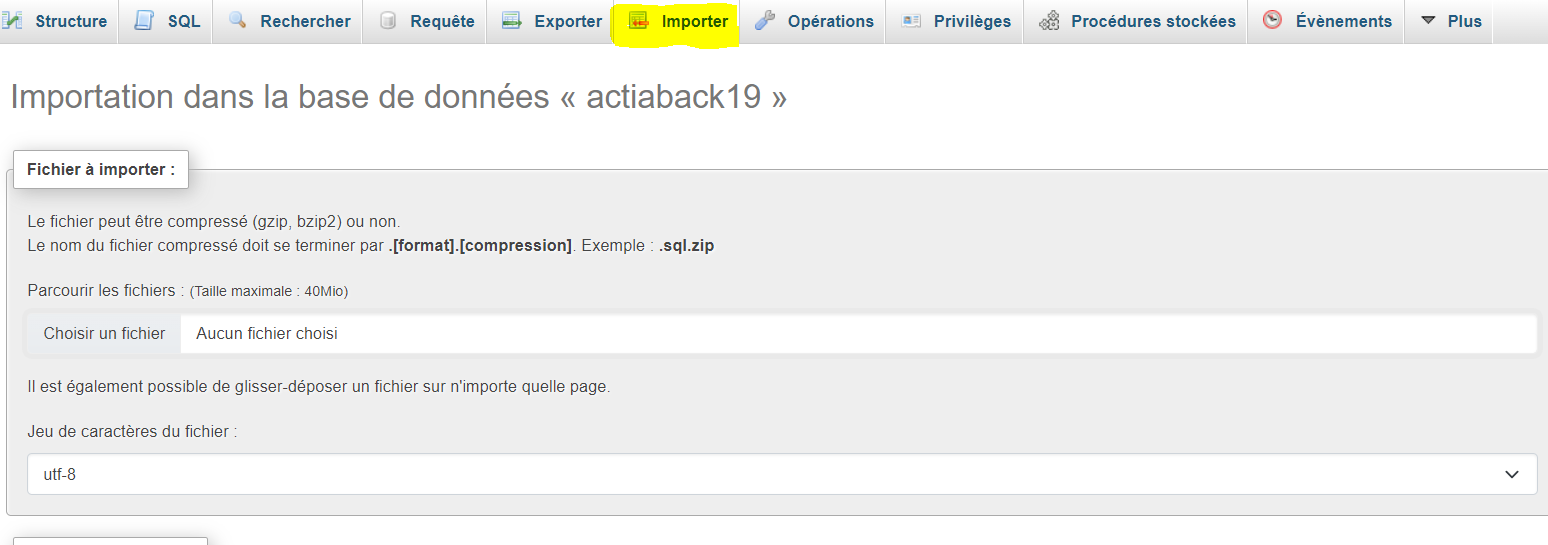 Structure SQL Rechercher Requête Exporter Importer Opérations Privilèges Procédures stockées Évènements Plus
Importation dans la base de données « actiaback19 »
Fichier à importer :
Le fichier peut être compressé (gzip, bzip2) ou non.
Le nom du fichier compressé doit se terminer par .[format].[compression]. Exemple : .sql.zip
Parcourir les fichiers : (Taille maximale : 40Mio)
Choisir un fichier Aucun fichier choisi
Il est également possible de glisser-déposer un fichier sur n'importe quelle page.
Jeu de caractères du fichier :
utf-8